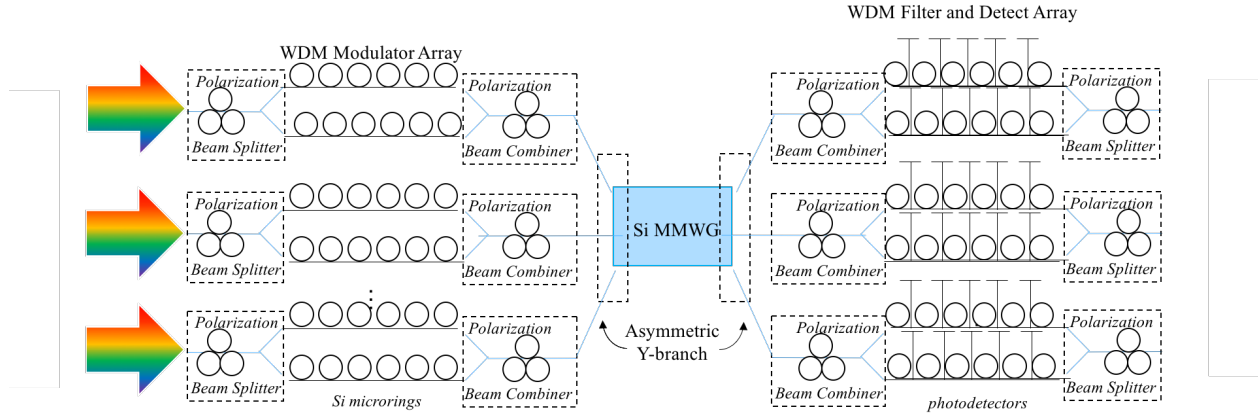 WDM Modulator Array
WDM Filter and Detect Array
Polarization
Beam Splitter
Polarization
Beam Combiner
Polarization
Beam Combiner
Polarization
Beam Splitter
Polarization
Beam Splitter
Polarization
Beam Combiner
Si MMWG
Polarization
Beam Combiner
Polarization
Beam Splitter
Polarization
Beam Splitter
Polarization
Beam Combiner
Asymmetric
Y-branch
Polarization
Beam Combiner
Polarization
Beam Splitter
Si microrings
photodetectors